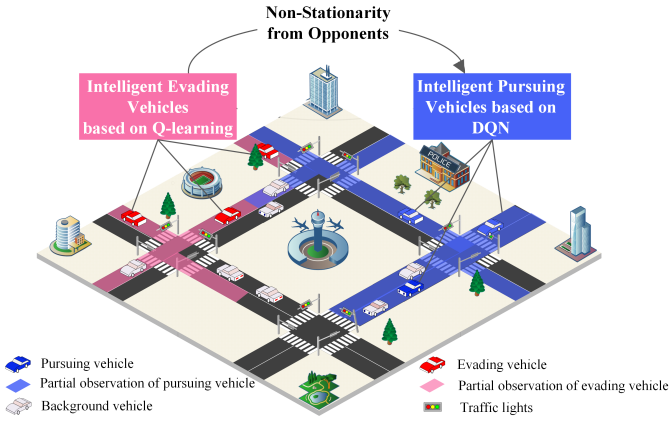 Non-Stationarity
from Opponents
Intelligent Evading
Vehicles
based on Q-learning
Intelligent Pursuing
Vehicles based on
DQN
POLICE
Pursuing vehicle
Partial observation of pursuing vehicle
Background vehicle
Evading vehicle
Partial observation of evading vehicle
Traffic lights